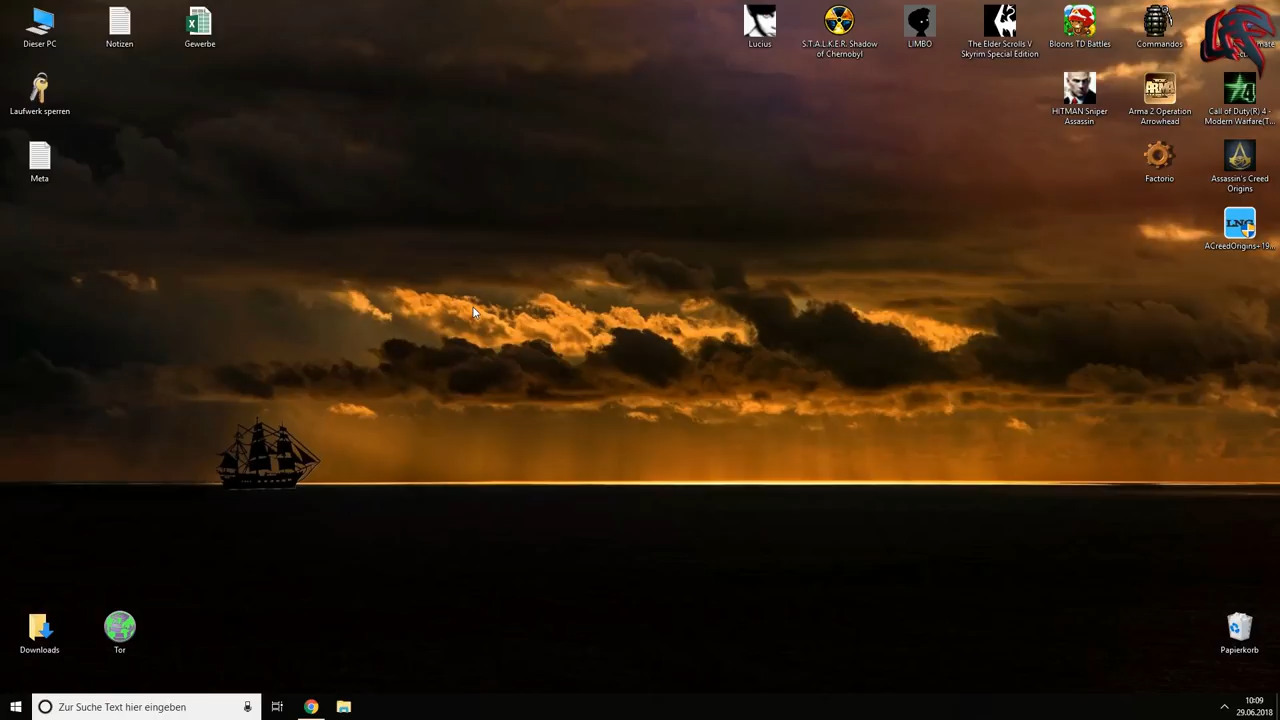 Dieser PC
Notizen
Gewerbe
Laufwerk sperren
Meta
Lucius
S.T.A.L.K.E.R. Shadow
of Chernobyl
LIMBO
The Elder Scrolls V
Skyrim Special Edition
Bloons TD Battles
Commandos
HITMAN Sniper
Assassin
Arma 2 Operation
Arrowhead
Call of Duty(R) 4 -
Modern Warfare(T...
Factorio
Assassin's Creed
Origins
LNG
ACreedOrigins+19...
Downloads
Tor
Papierkorb
Zur Suche Text hier eingeben
10:09
29.06.2018